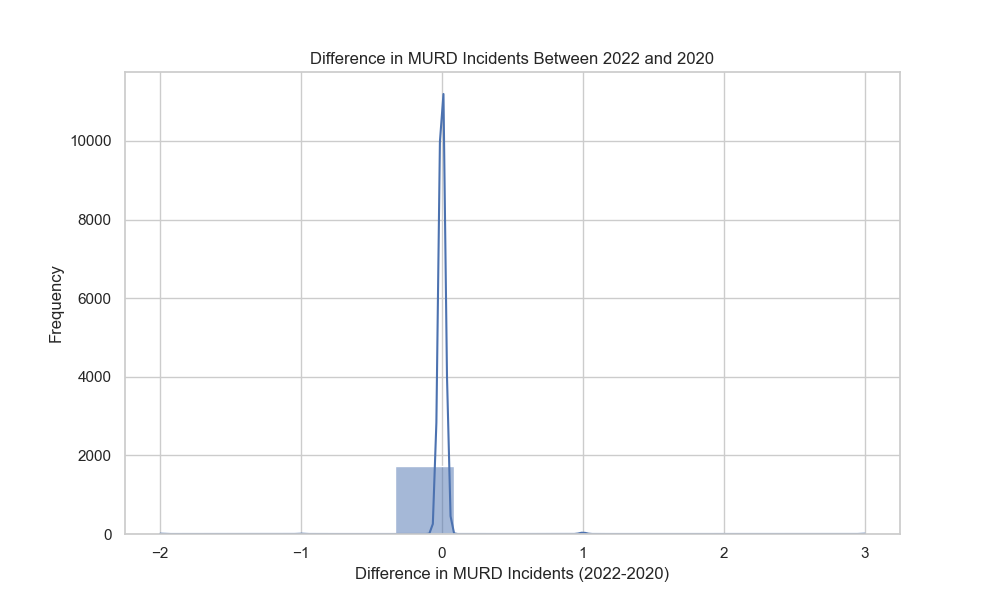 Difference in MURD Incidents Between 2022 and 2020
10000
8000
6000
4000
2000
0
Frequency
−2 −1 0 1 2 3
Difference in MURD Incidents (2022-2020)